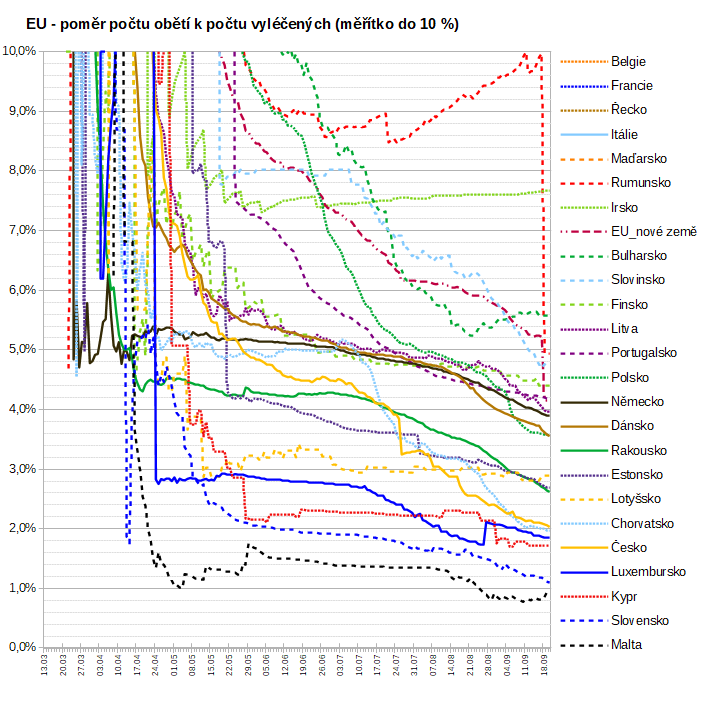 EU - poměr počtu obětí k počtu vyléčených (měřítko do 10 %)
10,0%
9,0%
8,0%
7,0%
6,0%
5,0%
4,0%
3,0%
2,0%
1,0%
0,0%
13.03
20.03
27.03
03.04
10.04
17.04
24.04
01.05
08.05
15.05
22.05
29.05
05.06
12.06
19.06
26.06
03.07
10.07
17.07
24.07
31.07
07.08
14.08
21.08
28.08
04.09
11.09
18.09
Belgie
Francie
Řecko
Itálie
Maďarsko
Rumunsko
Irsko
EU_nové země
Bulharsko
Slovinsko
Finsko
Litva
Portugalsko
Polsko
Německo
Dánsko
Rakousko
Estonsko
Lotyšsko
Chorvatsko
Česko
Luxembursko
Kypr
Slovensko
Malta